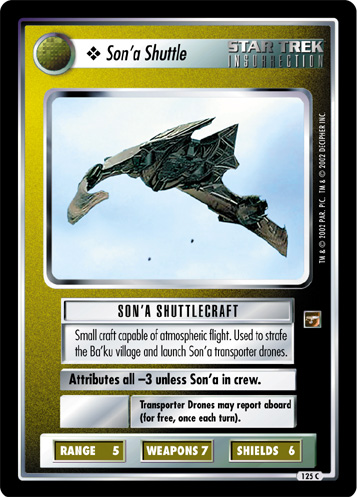 ❖ Son'a Shuttle
STAR TREK
INSURRECTION
TM & © 2002 PAR. PIC. TM & © 2002 DECIPHER INC.
SON'A SHUTTLECRAFT
Small craft capable of atmospheric flight. Used to strafe
the Ba'ku village and launch Son'a transporter drones.
Attributes all –3 unless Son'a in crew.
Transporter Drones may report aboard
(for free, once each turn).
RANGE 5 WEAPONS 7 SHIELDS 6
125 C